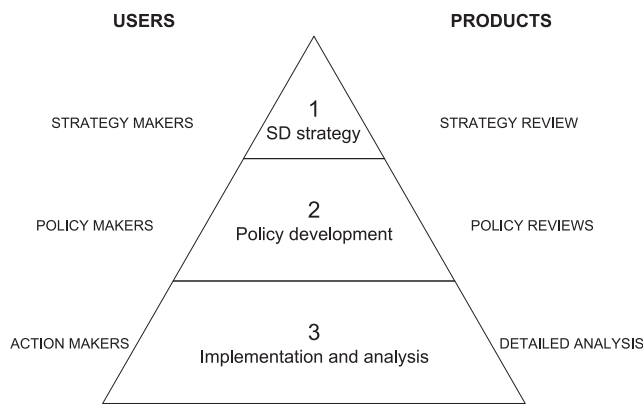 USERS
PRODUCTS
1
SD strategy
STRATEGY MAKERS
STRATEGY REVIEW
2
Policy development
POLICY MAKERS
POLICY REVIEWS
3
Implementation and analysis
ACTION MAKERS
DETAILED ANALYSIS